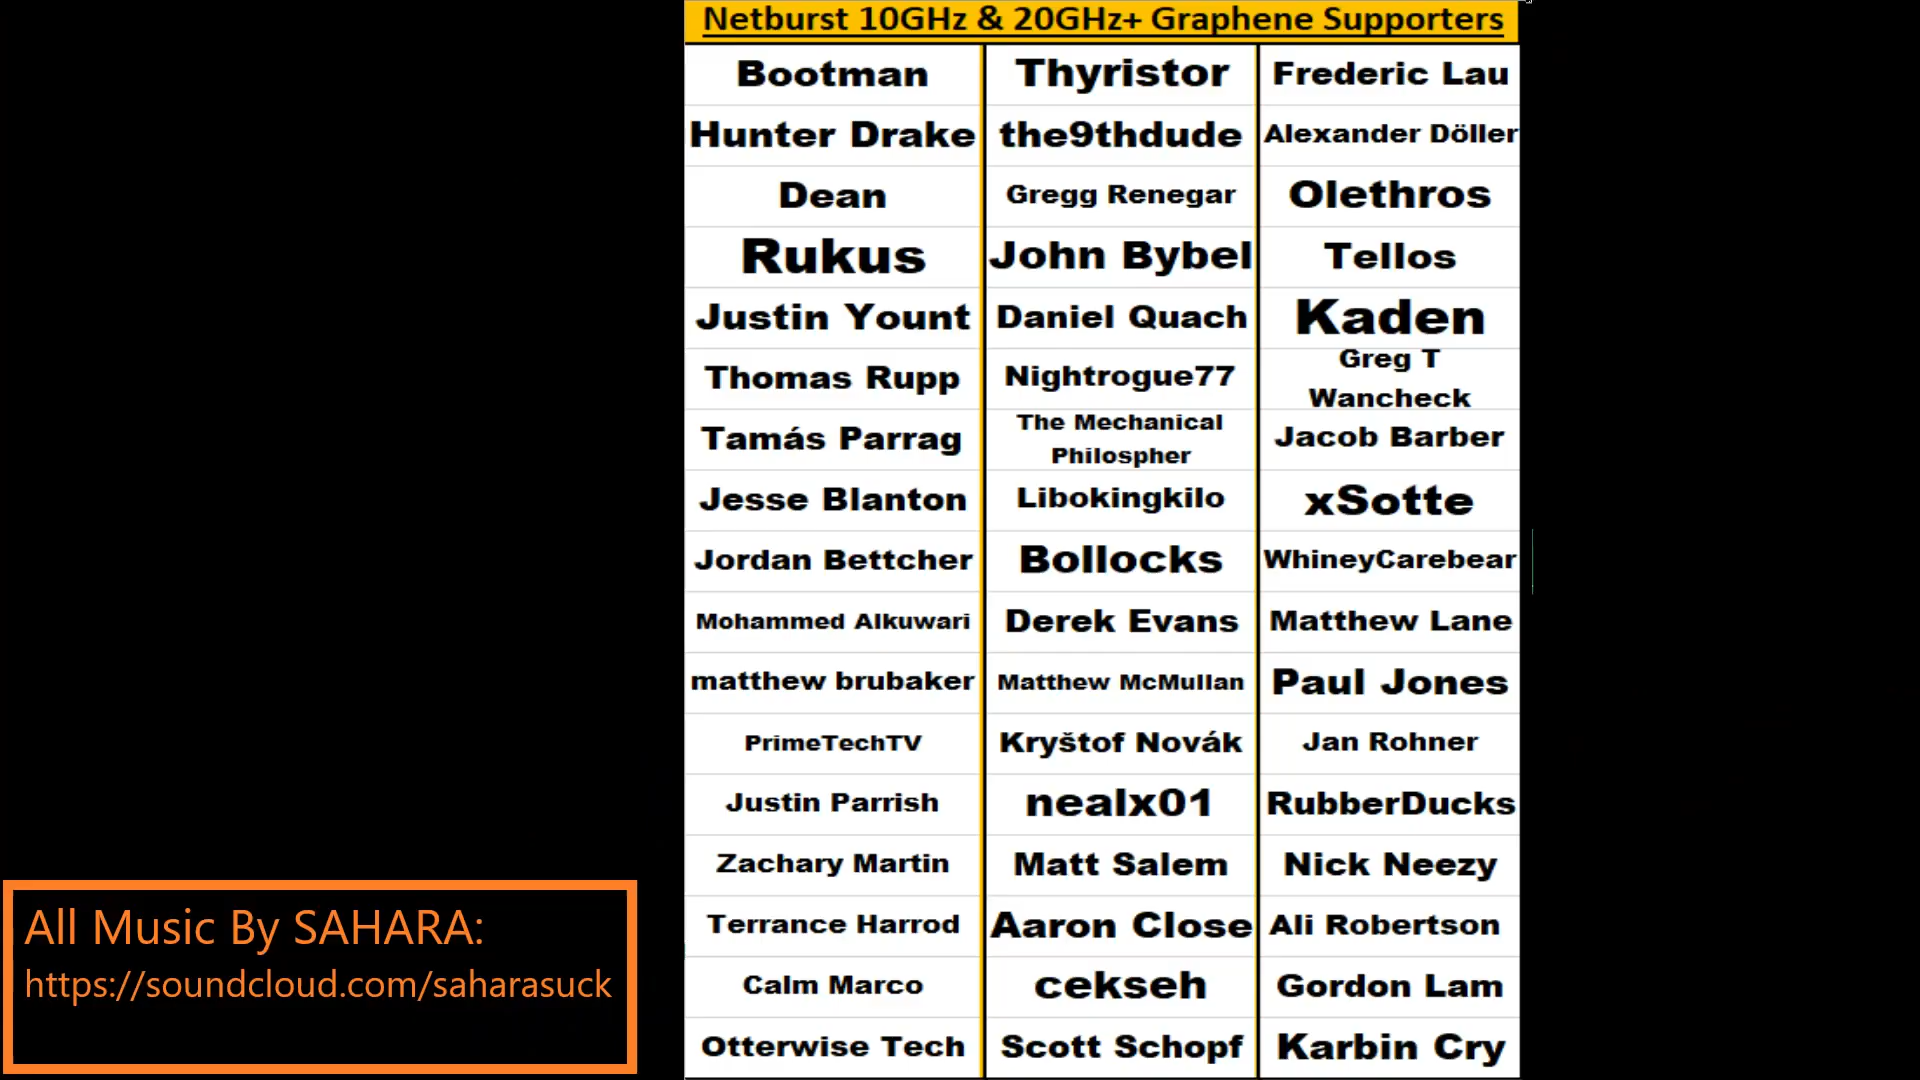 Netburst 10GHz & 20GHz+ Graphene Supporters
Bootman Thyristor Frederic Lau
Hunter Drake the9thdude Alexander Döller
Dean Gregg Renegar Olethros
Rukus John Bybel Tellos
Justin Yount Daniel Quach Kaden
Thomas Rupp Nightrogue77 Greg T
Wancheck
Tamás Parrag The Mechanical
Philospher
Jacob Barber
Jesse Blanton Libokingkilo xSotte
Jordan Bettcher Bollocks WhineyCarebear
Mohammed Alkuwari Derek Evans Matthew Lane
matthew brubaker Matthew McMullan Paul Jones
PrimeTechTV Kryštof Novák Jan Rohner
Justin Parrish nealx01 RubberDucks
Zachary Martin Matt Salem Nick Neezy
Terrance Harrod Aaron Close Ali Robertson
Calm Marco cekseh Gordon Lam
Otterwise Tech Scott Schopf Karbin Cry
All Music By SAHARA:
https://soundcloud.com/saharasuck